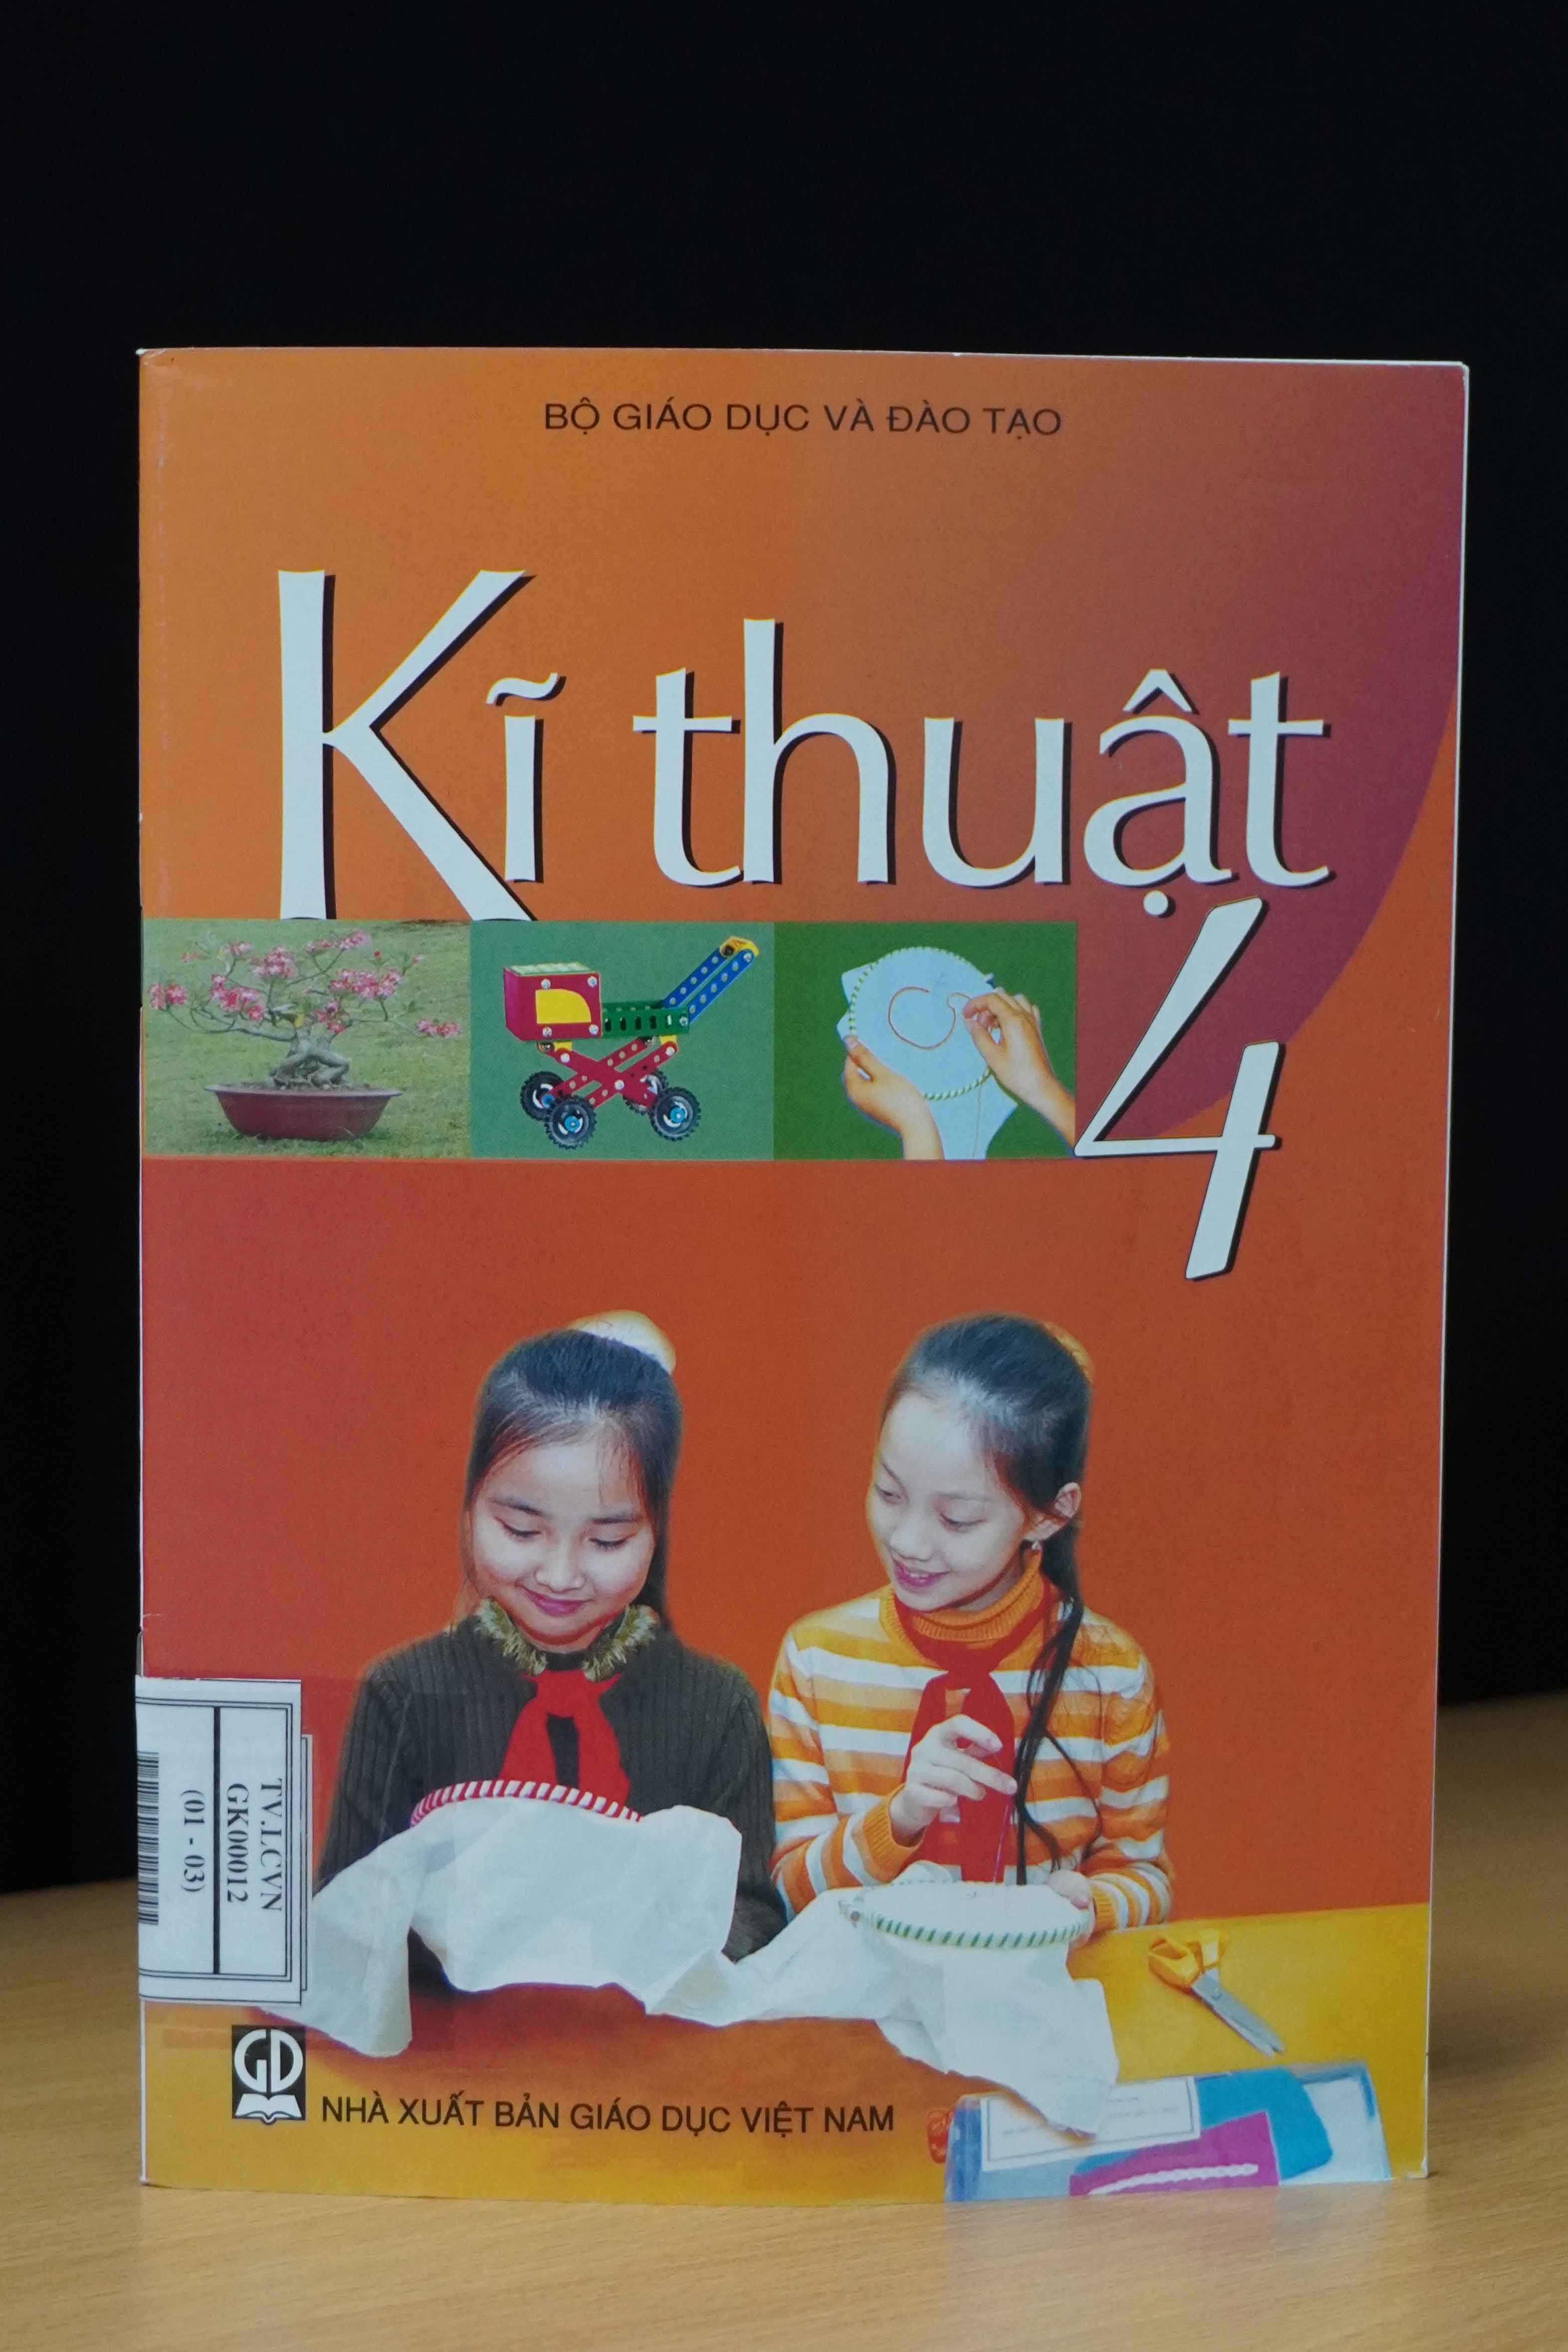 BỘ GIÁO DỤC VÀ ĐÀO TẠO
Kĩ thuật
4
TV.LCVN
GK00012
(01 - 03)
GD
NHÀ XUẤT BẢN GIÁO DỤC VIỆT NAM